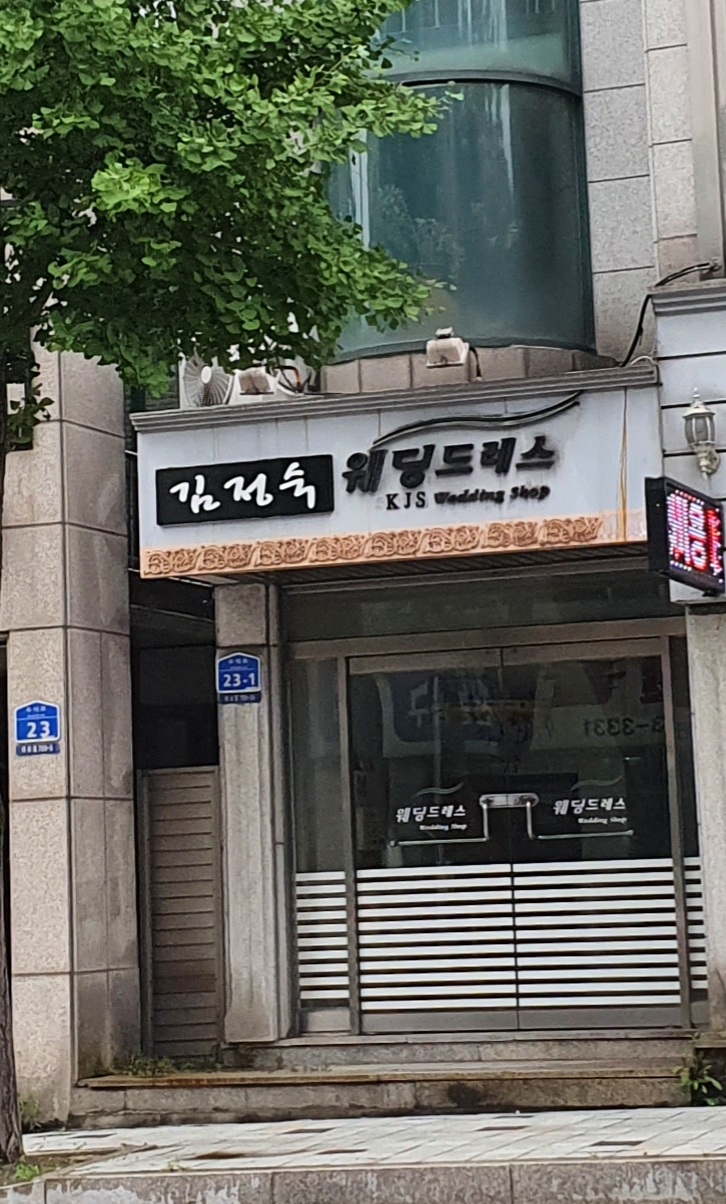 김정숙 웨딩드레스
KJS Wedding Shop
23-1
23
웨딩드레스
Wedding Shop
웨딩드레스
Wedding Shop